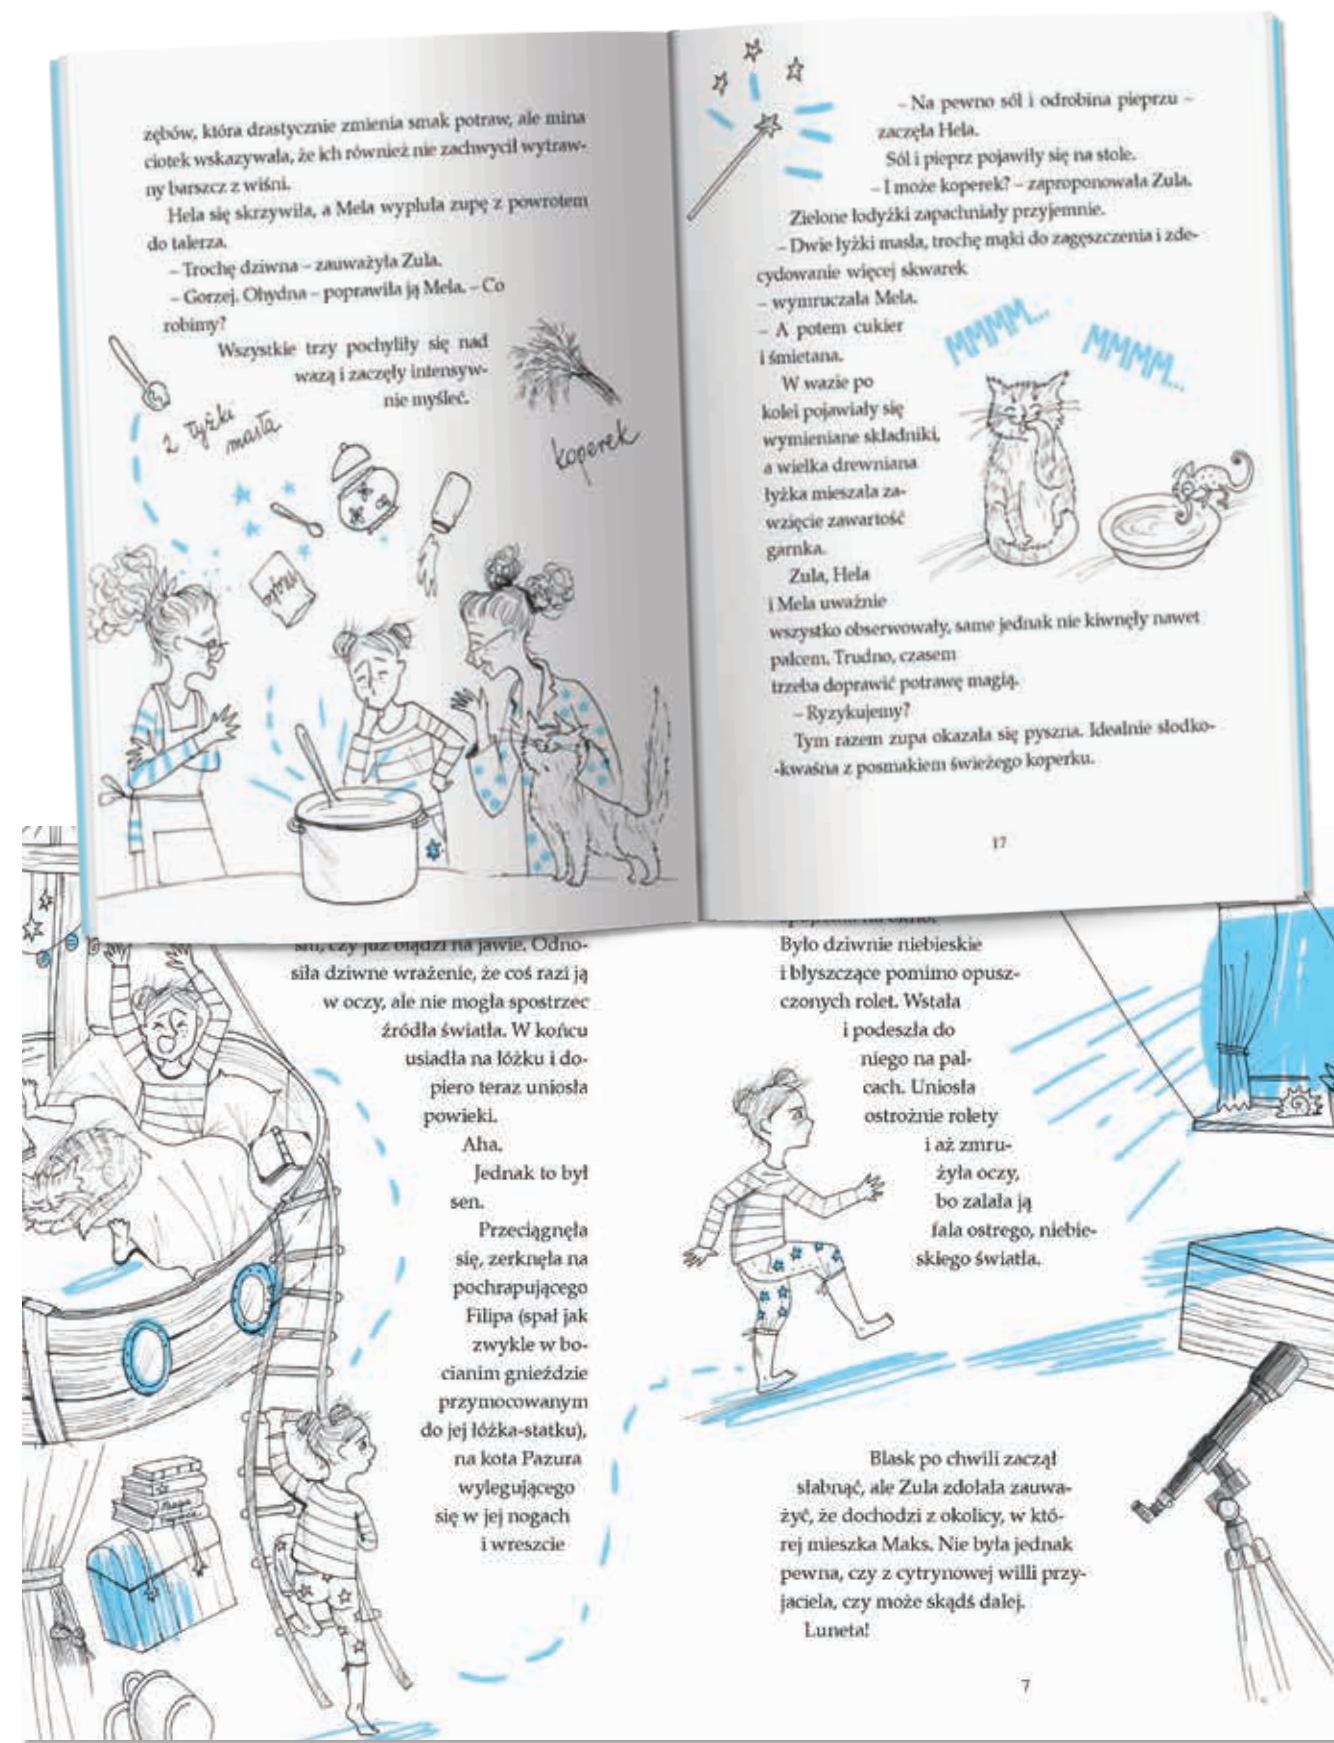 zębów, która drastycznie zmienia smak potraw, ale mina
ciotek wskazywała, że ich również nie zachwycił wytraw-
ny barszcz z wiśni.
Hela się skrzywiła, a Mela wypluła zupę z powrotem
do talerza.
– Trochę dziwna – zauważyła Zula.
– Gorzej. Ohydna – poprawiła ją Mela. – Co
robimy?
Wszystkie trzy pochyliły się nad
wazą i zaczęły intensyw-
nie myśleć.
2 łyżki
masła
koperek
– Na pewno sól i odrobina pieprzu –
zaczęła Hela.
Sól i pieprz pojawiły się na stole.
– I może koperek? – zaproponowała Zula.
Zielone łodyżki zapachniały przyjemnie.
– Dwie łyżki masła, trochę mąki do zagęszczenia i zde-
cydowanie więcej skwarek
– wymruczała Mela.
– A potem cukier
i śmietana.
MMMM...
MMMM...
W wazie po
kolei pojawiały się
wymieniane składniki,
a wielka drewniana
łyżka mieszała za-
wzięcie zawartość
garnka.
Zula, Hela
i Mela uważnie
wszystko obserwowały, same jednak nie kiwnęły nawet
palcem. Trudno, czasem
trzeba doprawić potrawę magią.
– Ryzykujemy?
Tym razem zupa okazała się pyszna. Idealnie słodko-
-kwaśna z posmakiem świeżego koperku.
17
czy już błądzi na jawie. Odno-
siła dziwne wrażenie, że coś razi ją
w oczy, ale nie mogła spostrzec
źródła światła. W końcu
usiadła na łóżku i do-
piero teraz uniosła
powieki.
Aha.
Jednak to był
sen.
Przeciągnęła
się, zerknęła na
pochrapującego
Filipa (spał jak
zwykle w bo-
cianim gnieździe
przymocowanym
do jej łóżka-statku),
na kota Pazura
wylegującego
się w jej nogach
i wreszcie
Było dziwnie niebieskie
i błyszczące pomimo opusz-
czonych rolet. Wstała
i podeszła do
niego na pal-
cach. Uniosła
ostrożnie rolety
i aż zmru-
żyła oczy,
bo zalała ją
fala ostrego, niebie-
skiego światła.
Blask po chwili zaczął
słabnąć, ale Zula zdołała zauwa-
żyć, że dochodzi z okolicy, w któ-
rej mieszka Maks. Nie była jednak
pewna, czy z cytrynowej willi przy-
jaciela, czy może skądś dalej.
Luneta!
7